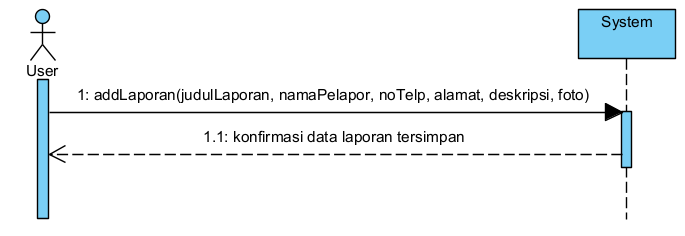 System
User
1: addLaporan(judulLaporan, namaPelapor, noTelp, alamat, deskripsi, foto)
1.1: konfirmasi data laporan tersimpan